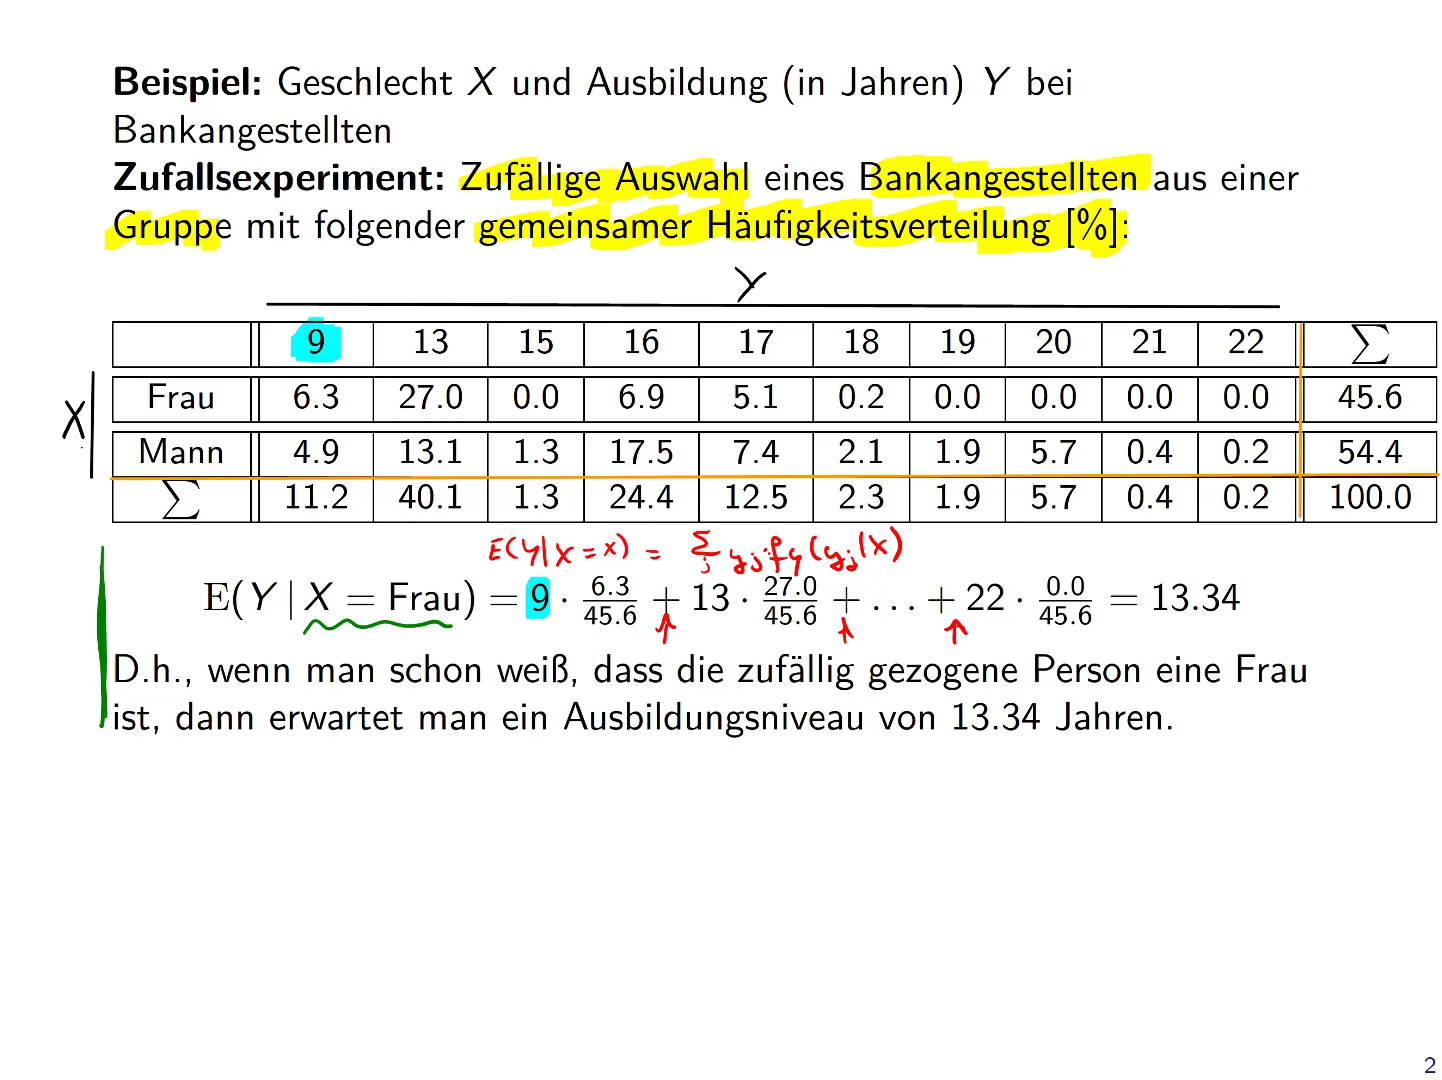 Beispiel: Geschlecht X und Ausbildung (in Jahren) Y bei
Bankangestellten
Zufallsexperiment: Zufällige Auswahl eines Bankangestellten aus einer
Gruppe mit folgender gemeinsamer Häufigkeitsverteilung [%]:
Y
9 13 15 16 17 18 19 20 21 22 ∑
X
Frau 6.3 27.0 0.0 6.9 5.1 0.2 0.0 0.0 0.0 0.0 45.6
Mann 4.9 13.1 1.3 17.5 7.4 2.1 1.9 5.7 0.4 0.2 54.4
∑ 11.2 40.1 1.3 24.4 12.5 2.3 1.9 5.7 0.4 0.2 100.0
E(Y|X=x) = ∑_j y_j f_Y(y_j|x)
E(Y | X = Frau) = 9 · 6.3/45.6 + 13 · 27.0/45.6 + ... + 22 · 0.0/45.6 = 13.34
D.h., wenn man schon weiß, dass die zufällig gezogene Person eine Frau
ist, dann erwartet man ein Ausbildungsniveau von 13.34 Jahren.
2